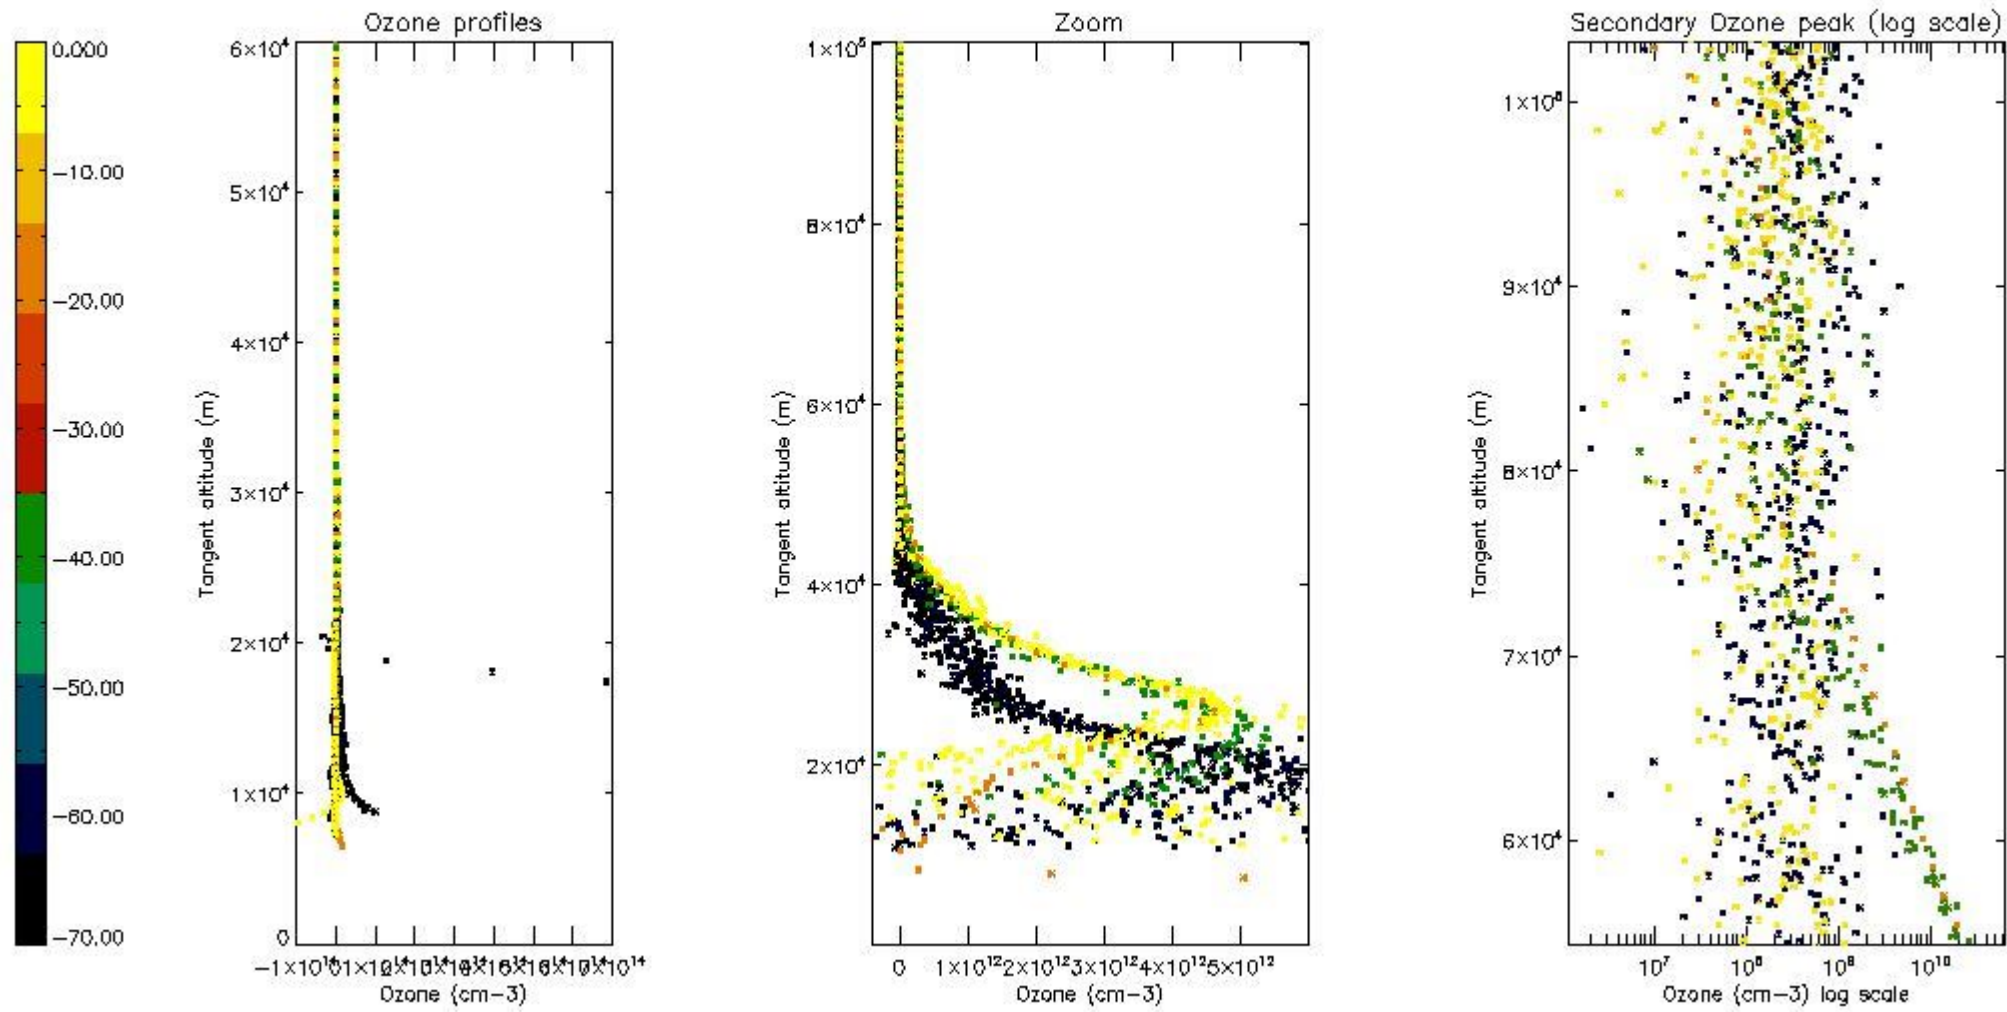 Ozone profiles
Zoom
Secondary Ozone peak (log scale)
0.000
−10.00
−20.00
−30.00
−40.00
−50.00
−60.00
−70.00
6×10⁴
5×10⁴
4×10⁴
3×10⁴
2×10⁴
1×10⁴
0
Tangent altitude (m)
Ozone (cm−3)
1×10⁵
8×10⁴
6×10⁴
4×10⁴
2×10⁴
Tangent altitude (m)
0 1×10¹² 2×10¹² 3×10¹² 4×10¹² 5×10¹²
Ozone (cm−3)
9×10⁴
8×10⁴
7×10⁴
6×10⁴
Tangent altitude (m)
10⁷ 10⁸ 10⁹ 10¹⁰
Ozone (cm−3) log scale